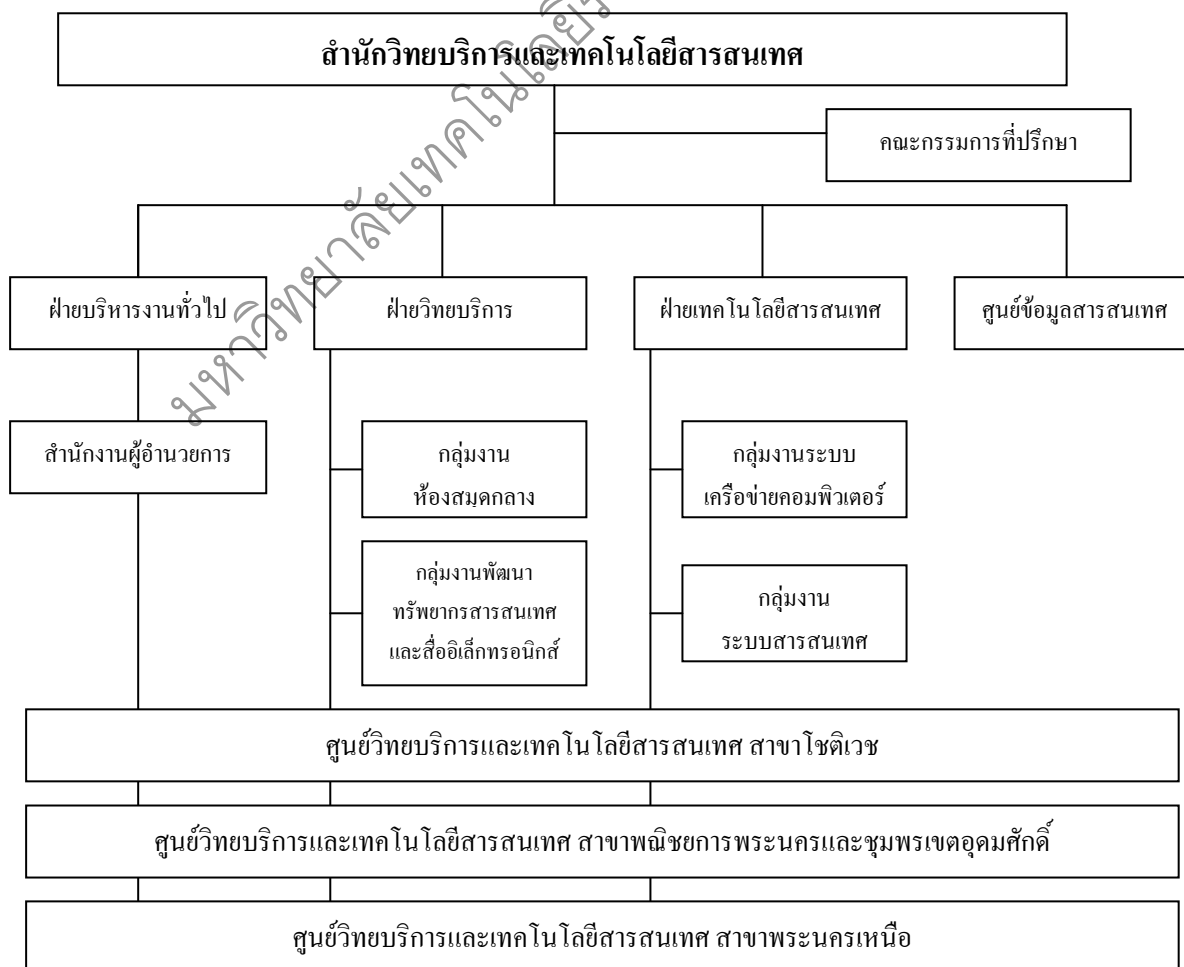 สำนักวิทยบริการและเทคโนโลยีสารสนเทศ
คณะกรรมการที่ปรึกษา
ฝ่ายบริหารงานทั่วไป
ฝ่ายวิทยบริการ
ฝ่ายเทคโนโลยีสารสนเทศ
ศูนย์ข้อมูลสารสนเทศ
สำนักงานผู้อำนวยการ
กลุ่มงาน
ห้องสมุดกลาง
กลุ่มงานระบบ
เครือข่ายคอมพิวเตอร์
กลุ่มงานพัฒนา
ทรัพยากรสารสนเทศ
และสื่ออิเล็กทรอนิกส์
กลุ่มงาน
ระบบสารสนเทศ
ศูนย์วิทยบริการและเทคโนโลยีสารสนเทศ สาขาโชติเวช
ศูนย์วิทยบริการและเทคโนโลยีสารสนเทศ สาขาพณิชยการพระนครและชุมพรเขตอุดมศักดิ์
ศูนย์วิทยบริการและเทคโนโลยีสารสนเทศ สาขาพระนครเหนือ
มหาวิทยาลัยเทคโนโลยี